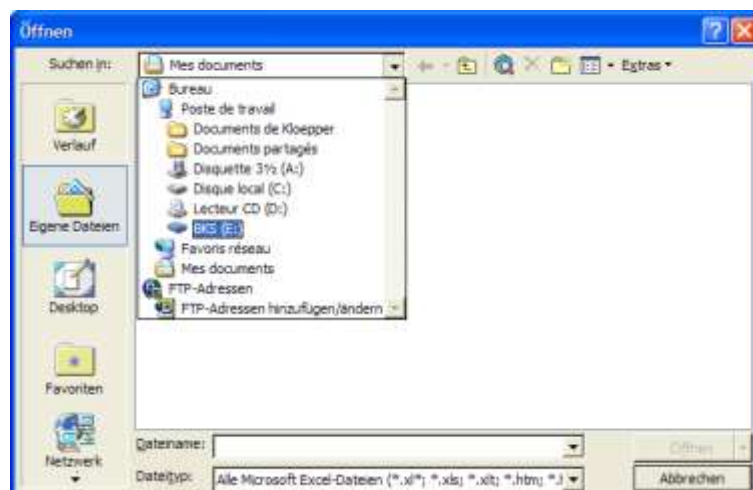 Öffnen
Suchen in:
Mes documents
Extras
Bureau
Poste de travail
Documents de Kloepper
Documents partagés
Disquette 3½ (A:)
Disque local (C:)
Lecteur CD (D:)
BKS (E:)
Favoris réseau
Mes documents
FTP-Adressen
FTP-Adressen hinzufügen/ändern
Verlauf
Eigene Dateien
Desktop
Favoriten
Netzwerk
Dateiname:
Öffnen
Dateityp:
Alle Microsoft Excel-Dateien (*.xl*; *.xls; *.xlt; *.htm;
Abbrechen